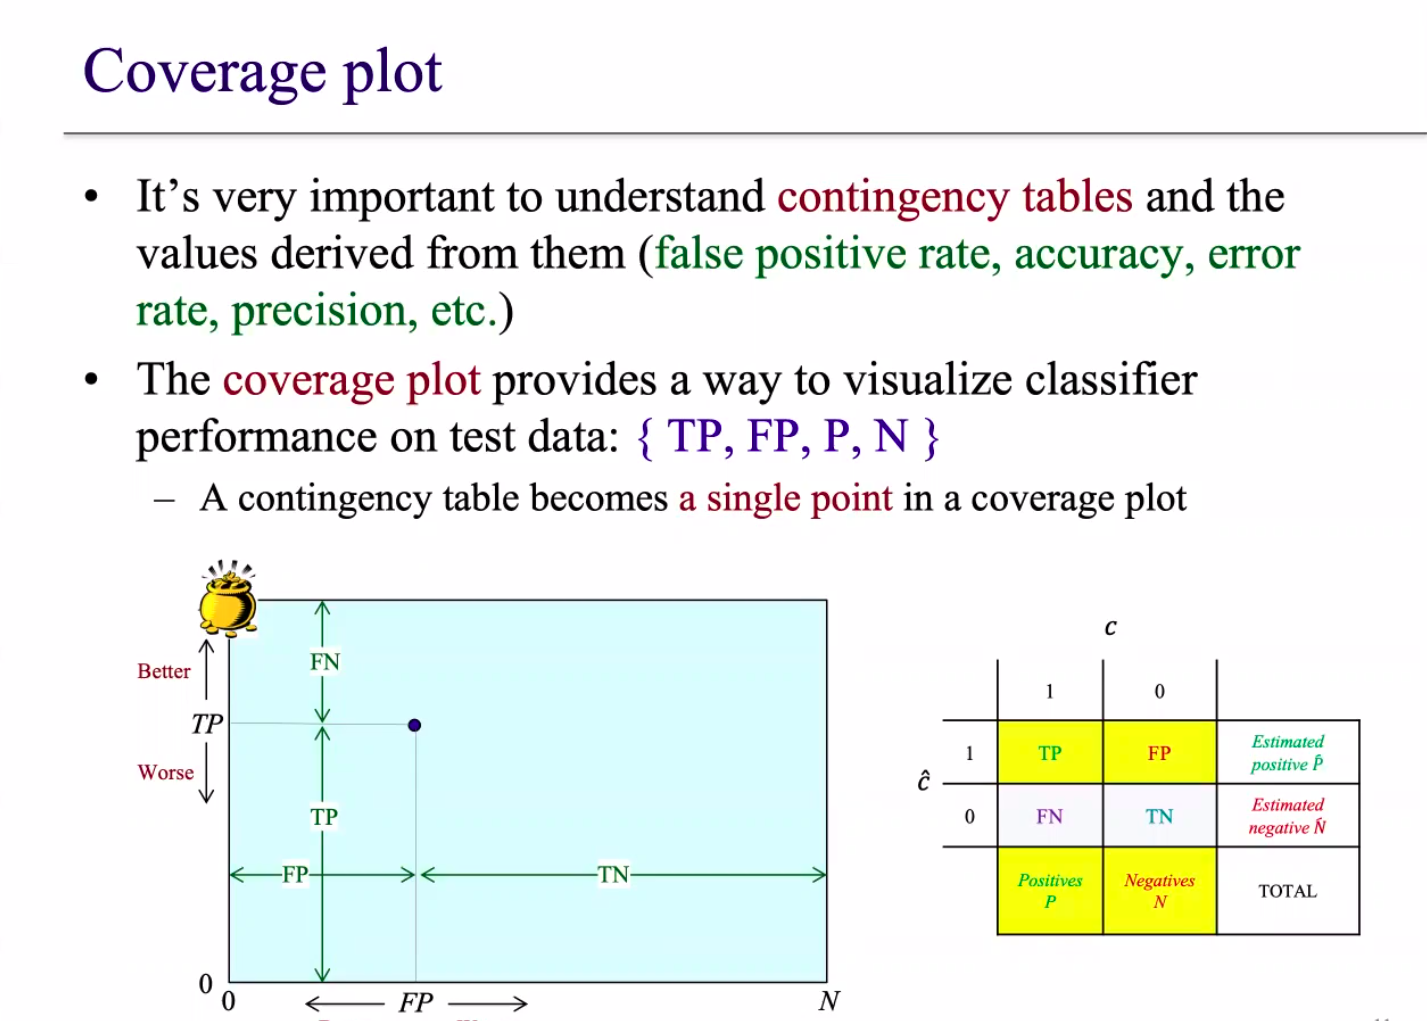 Coverage plot
• It’s very important to understand contingency tables and the
values derived from them (false positive rate, accuracy, error
rate, precision, etc.)
• The coverage plot provides a way to visualize classifier
performance on test data: { TP, FP, P, N }
– A contingency table becomes a single point in a coverage plot
Better
TP
Worse
FN
TP
FP
TN
0
0
FP
N
c
1 0
ĉ
1 TP FP Estimated
positive P̂
0 FN TN Estimated
negative N̂
Positives
P
Negatives
N
TOTAL